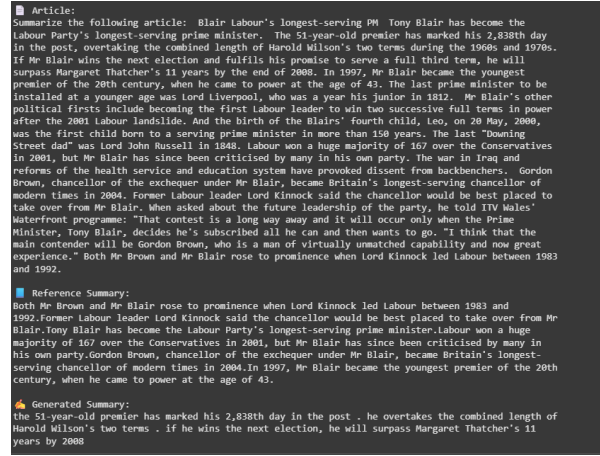 Article:
Summarize the following article:  Blair Labour's longest-serving PM  Tony Blair has become the
Labour Party's longest-serving prime minister.  The 51-year-old premier has marked his 2,838th day
in the post, overtaking the combined length of Harold Wilson's two terms during the 1960s and 1970s.
If Mr Blair wins the next election and fulfils his promise to serve a full third term, he will
surpass Margaret Thatcher's 11 years by the end of 2008. In 1997, Mr Blair became the youngest
premier of the 20th century, when he came to power at the age of 43. The last prime minister to be
installed at a younger age was Lord Liverpool, who was a year his junior in 1812.  Mr Blair's other
political firsts include becoming the first Labour leader to win two successive full terms in power
after the 2001 Labour landslide. And the birth of the Blairs' fourth child, Leo, on 20 May, 2000,
was the first child born to a serving prime minister in more than 150 years. The last "Downing
Street dad" was Lord John Russell in 1848. Labour won a huge majority of 167 over the Conservatives
in 2001, but Mr Blair has since been criticised by many in his own party. The war in Iraq and
reforms of the health service and education system have provoked dissent from backbenchers.  Gordon
Brown, chancellor of the exchequer under Mr Blair, became Britain's longest-serving chancellor of
modern times in 2004. Former Labour leader Lord Kinnock said the chancellor would be best placed to
take over from Mr Blair. When asked about the future leadership of the party, he told ITV Wales'
Waterfront programme: "That contest is a long way away and it will occur only when the Prime
Minister, Tony Blair, decides he's subscribed all he can and then wants to go. "I think that the
main contender will be Gordon Brown, who is a man of virtually unmatched capability and now great
experience." Both Mr Brown and Mr Blair rose to prominence when Lord Kinnock led Labour between 1983
and 1992.
Reference Summary:
Both Mr Brown and Mr Blair rose to prominence when Lord Kinnock led Labour between 1983 and
1992.Former Labour leader Lord Kinnock said the chancellor would be best placed to take over from Mr
Blair.Tony Blair has become the Labour Party's longest-serving prime minister.Labour won a huge
majority of 167 over the Conservatives in 2001, but Mr Blair has since been criticised by many in
his own party.Gordon Brown, chancellor of the exchequer under Mr Blair, became Britain's longest-
serving chancellor of modern times in 2004.In 1997, Mr Blair became the youngest premier of the 20th
century, when he came to power at the age of 43.
Generated Summary:
the 51-year-old premier has marked his 2,838th day in the post . he overtakes the combined length of
Harold Wilson's two terms . if he wins the next election, he will surpass Margaret Thatcher's 11
years by 2008